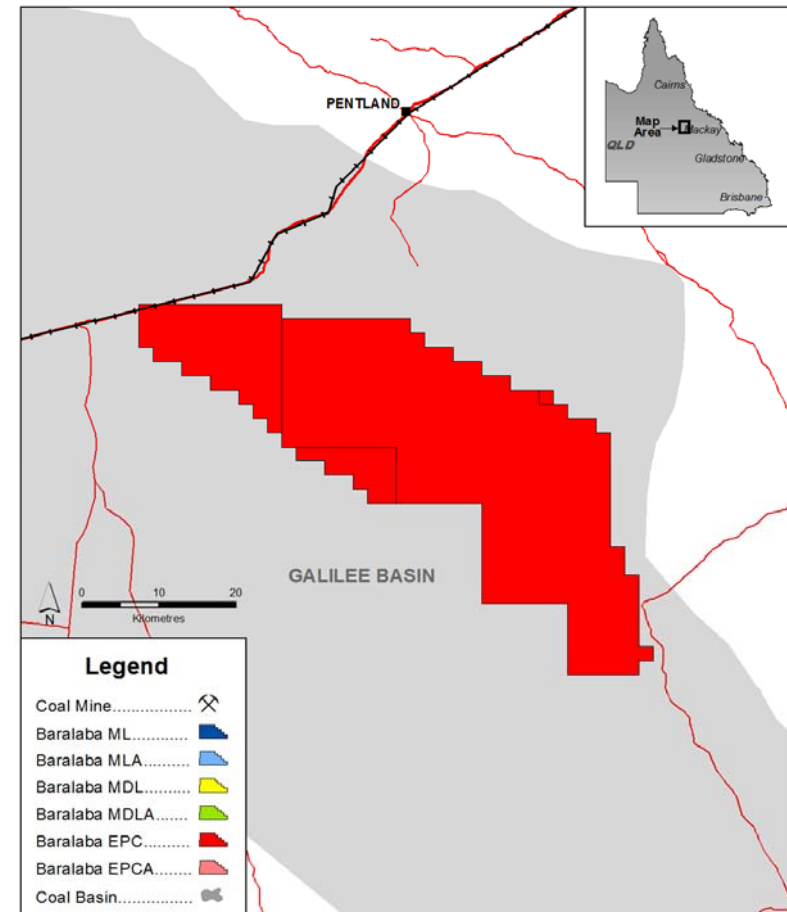 PENTLAND
Cairns
Map
Area
Mackay
QLD
Gladstone
Brisbane
GALILEE BASIN
N
0 10 20
Kilometres
Legend
Coal Mine................
Baralaba ML............
Baralaba MLA..........
Baralaba MDL..........
Baralaba MDLA........
Baralaba EPC..........
Baralaba EPCA........
Coal Basin...............